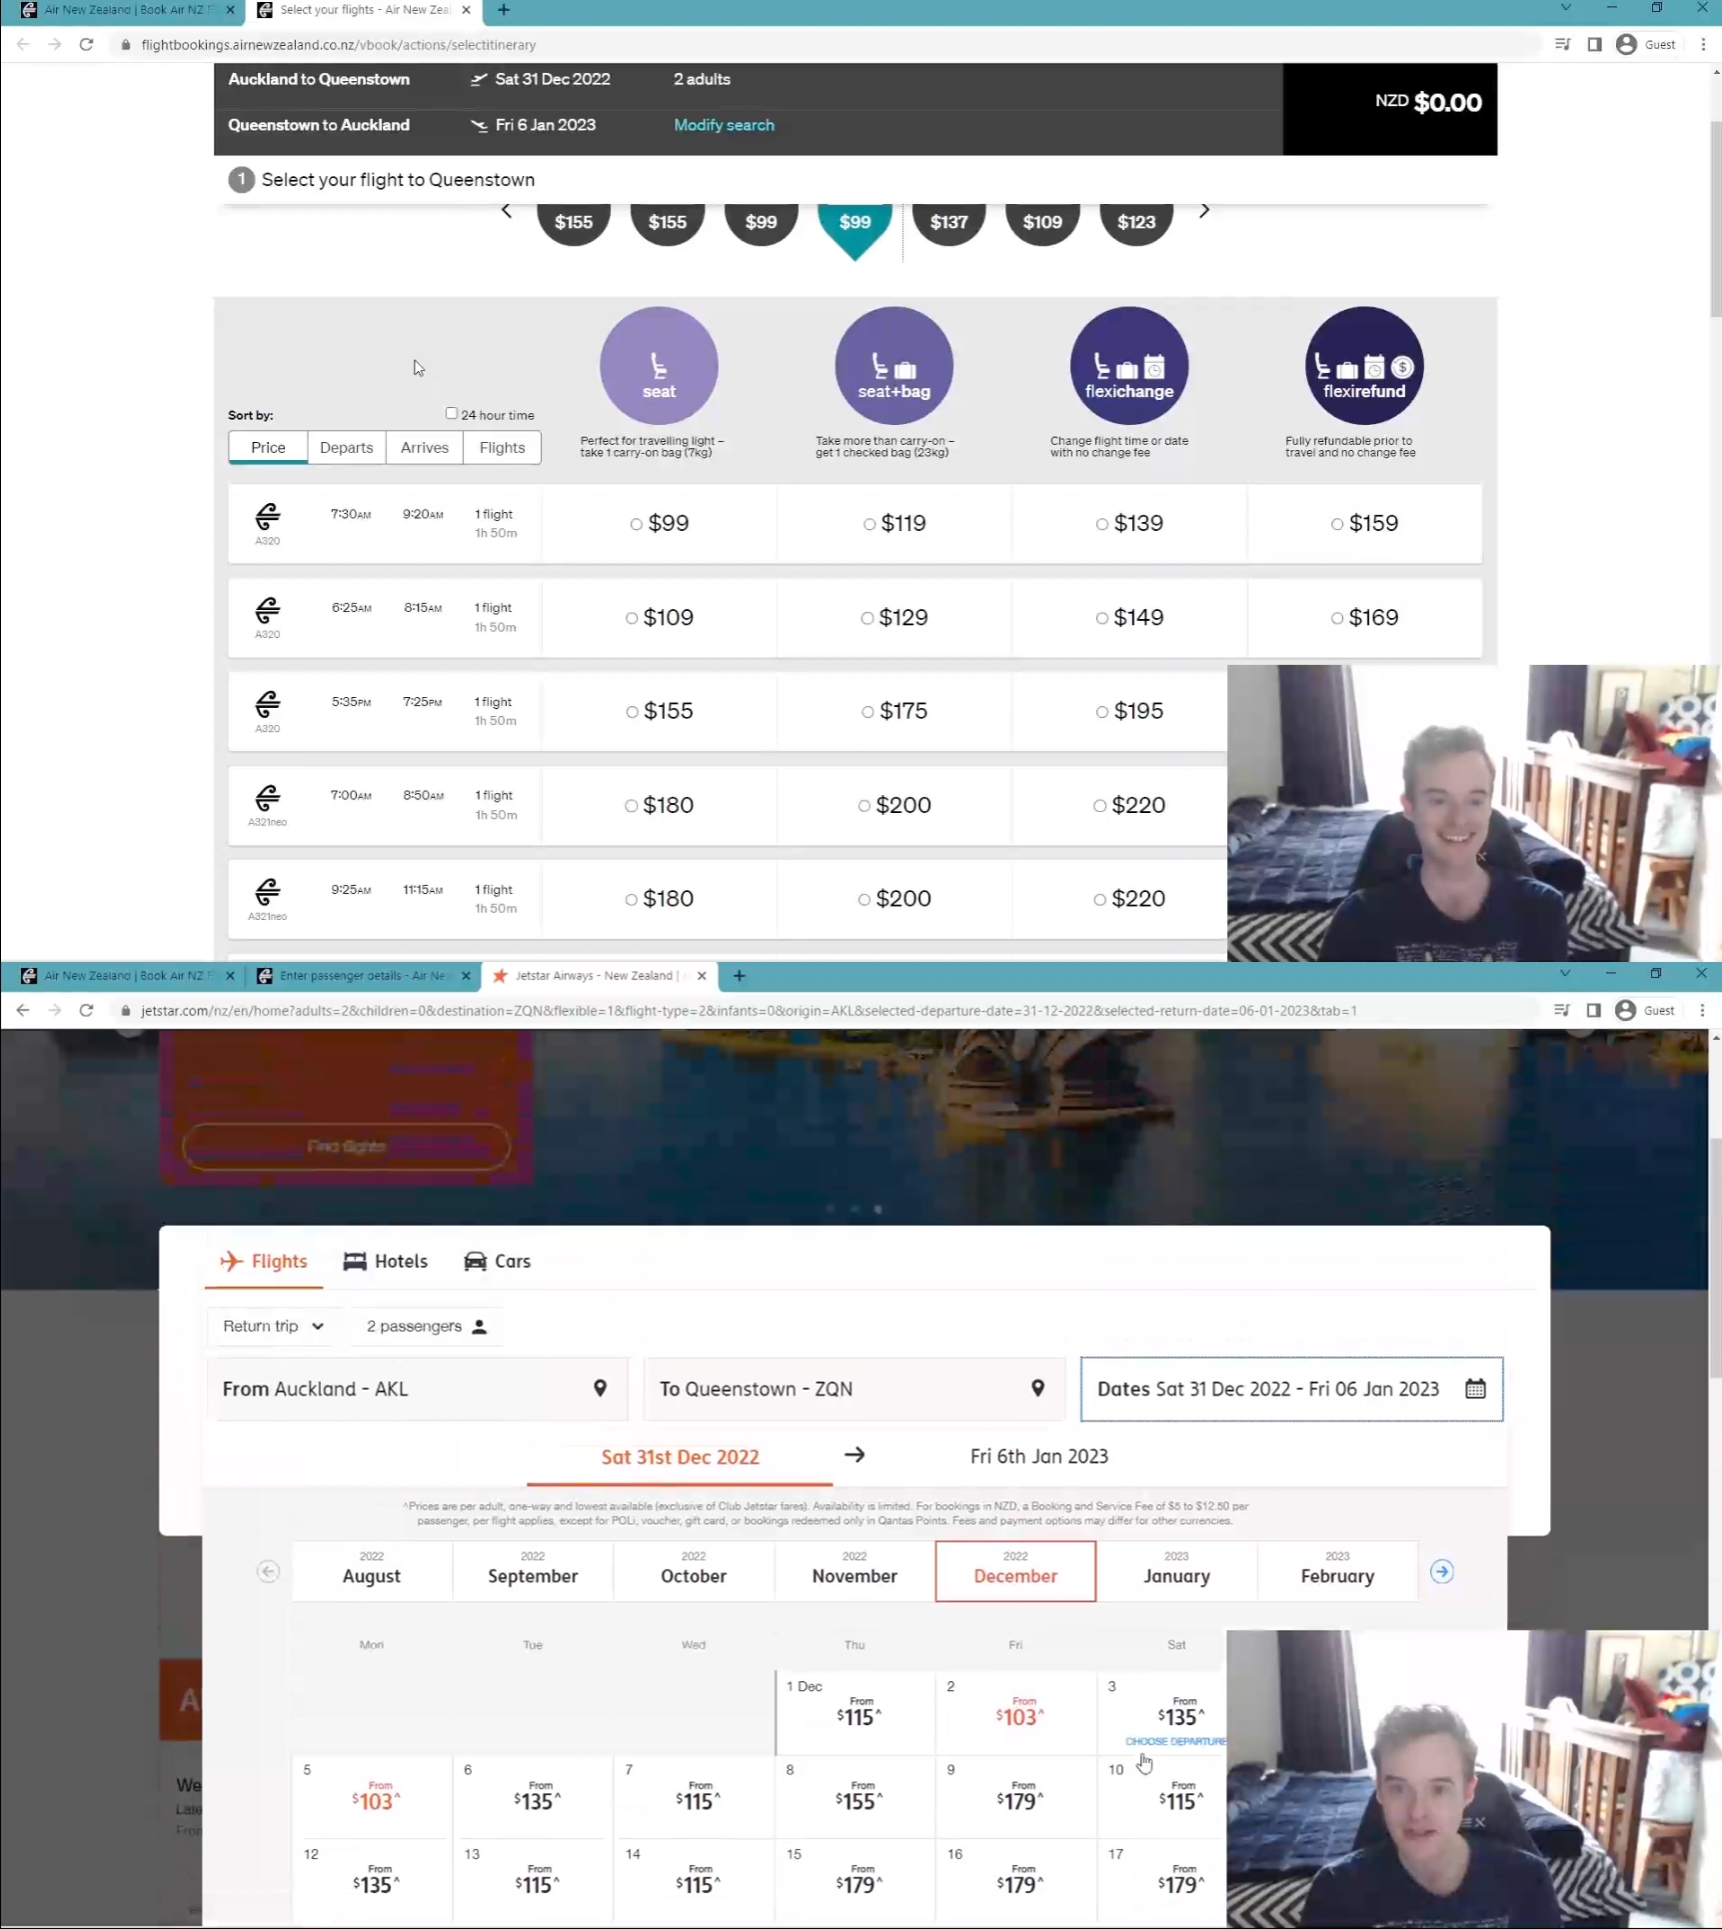 Air New Zealand | Book Air NZ
Select your flights - Air New Zea
flightbookings.airnewzealand.co.nz/vbook/actions/selectitinerary
Guest
Auckland to Queenstown Sat 31 Dec 2022 2 adults
NZD $0.00
Queenstown to Auckland Fri 6 Jan 2023 Modify search
1 Select your flight to Queenstown
$155 $155 $99 $99 $137 $109 $123
seat seat+bag flexichange flexirefund
Sort by: 24 hour time
Perfect for travelling light – Take more than carry-on – Change flight time or date Fully refundable prior to
take 1 carry-on bag (7kg) get 1 checked bag (23kg) with no change fee travel and no change fee
Price Departs Arrives Flights
7:30AM 9:20AM 1 flight
$99 $119 $139 $159
A320 1h 50m
6:25AM 8:15AM 1 flight
$109 $129 $149 $169
A320 1h 50m
5:35PM 7:25PM 1 flight
$155 $175 $195
A320 1h 50m
7:00AM 8:50AM 1 flight
$180 $200 $220
A321neo 1h 50m
9:25AM 11:15AM 1 flight
$180 $200 $220
A321neo 1h 50m
Air New Zealand | Book Air NZ
Enter passenger details - Air Ne
Jetstar Airways - New Zealand |
jetstar.com/nz/en/home?adults=2&children=0&destination=ZQN&flexible=1&flight-type=2&infants=0&origin=AKL&selected-departure-date=31-12-2022&selected-return-date=06-01-2023&tab=1
Guest
Find flights
Flights Hotels Cars
Return trip 2 passengers
From Auckland - AKL To Queenstown - ZQN Dates Sat 31 Dec 2022 - Fri 06 Jan 2023
Sat 31st Dec 2022 → Fri 6th Jan 2023
^Prices are per adult, one-way and lowest available (exclusive of Club Jetstar fares). Availability is limited. For bookings in NZD, a Booking and Service Fee of $5 to $12.50 per
passenger, per flight applies, except for POLi, voucher, gift card, or bookings redeemed only in Qantas Points. Fees and payment options may differ for other currencies.
2022 2022 2022 2022 2022 2023 2023
August September October November December January February
Mon Tue Wed Thu Fri Sat
1 Dec 2 3
From From From
$115^ $103^ $135^
CHOOSE DEPARTURE
5 6 7 8 9 10
From From From From From From
$103^ $135^ $115^ $155^ $179^ $115^
12 13 14 15 16 17
From From From From From From
$135^ $115^ $115^ $179^ $179^ $179^
A
We
Late
From